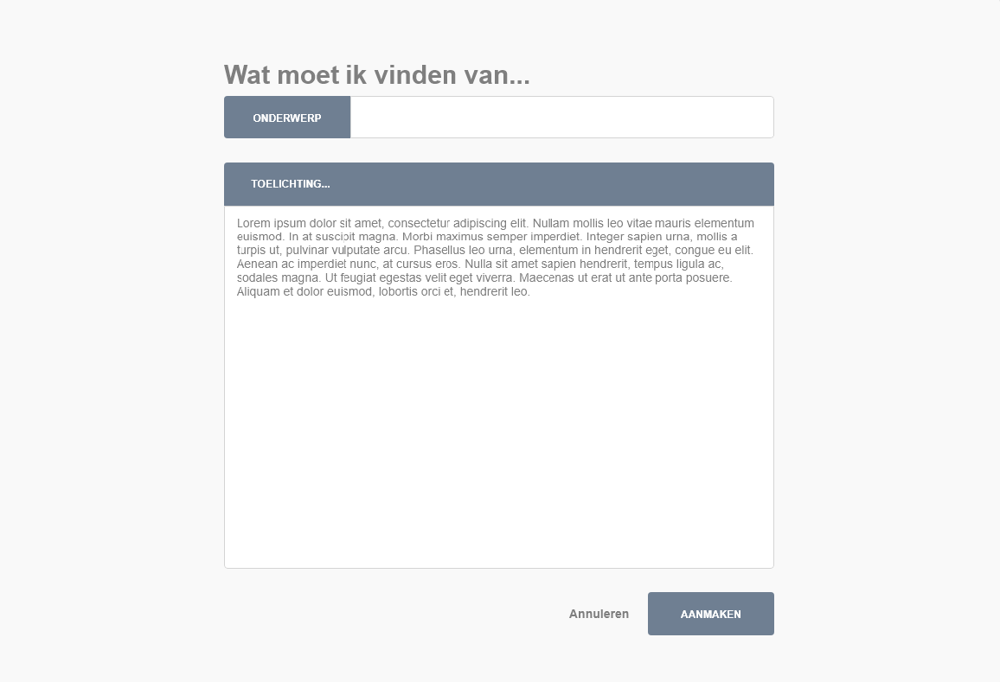 Wat moet ik vinden van...
ONDERWERP
TOELICHTING...
Lorem ipsum dolor sit amet, consectetur adipiscing elit. Nullam mollis leo vitae mauris elementum
euismod. In at suscipit magna. Morbi maximus semper imperdiet. Integer sapien urna, mollis a
turpis ut, pulvinar vulputate arcu. Phasellus leo urna, elementum in hendrerit eget, congue eu elit.
Aenean ac imperdiet nunc, at cursus eros. Nulla sit amet sapien hendrerit, tempus ligula ac,
sodales magna. Ut feugiat egestas velit eget viverra. Maecenas ut erat ut ante porta posuere.
Aliquam et dolor euismod, lobortis orci et, hendrerit leo.
Annuleren
AANMAKEN